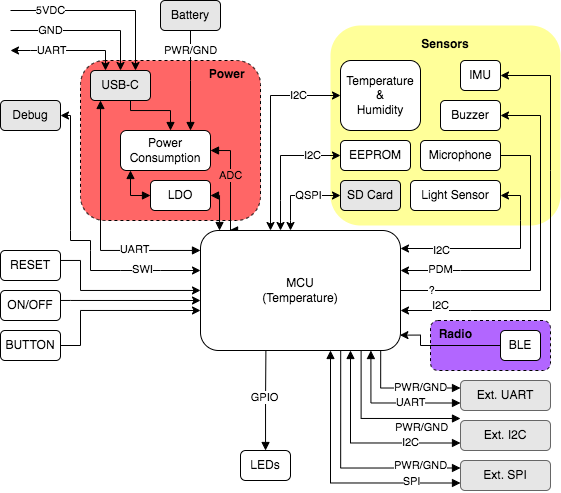 5VDC
GND
UART
Battery
PWR/GND
Sensors
Power
USB-C
Temperature
&
Humidity
IMU
Buzzer
Debug
I2C
Power
Consumption
I2C
EEPROM
Microphone
ADC
LDO
QSPI
SD Card
Light Sensor
UART
I2C
RESET
SWI
PDM
MCU
(Temperature)
?
ON/OFF
I2C
BUTTON
Radio
BLE
GPIO
PWR/GND
UART
Ext. UART
PWR/GND
I2C
Ext. I2C
LEDs
PWR/GND
SPI
Ext. SPI